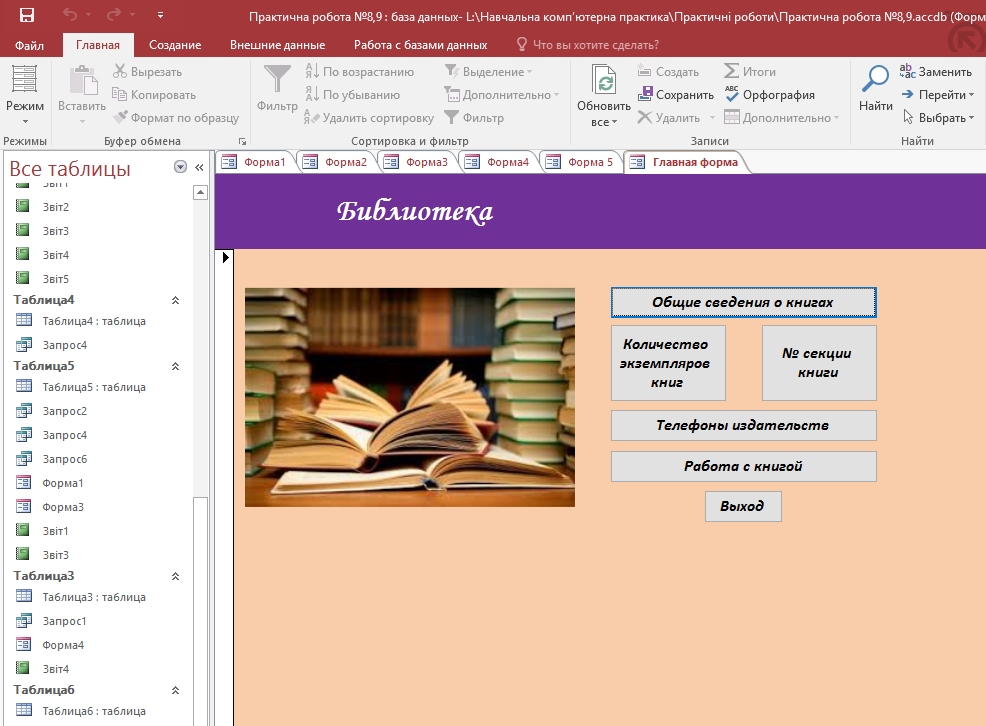 Практична робота №8,9 : база данных- L:\Навчальна комп'ютерна практика\Практичні роботи\Практична робота №8,9.accdb (Форм
Файл Главная Создание Внешние данные Работа с базами данных Что вы хотите сделать?
Режим
Режимы
Вставить
Вырезать
Копировать
Формат по образцу
Буфер обмена
Фильтр
По возрастанию
По убыванию
Удалить сортировку
Выделение
Дополнительно
Фильтр
Сортировка и фильтр
Обновить
все
Создать
Сохранить
Удалить
Итоги
Орфография
Дополнительно
Записи
Найти
Заменить
Перейти
Выбрать
Найти
Все таблицы
Звіт1
Звіт2
Звіт3
Звіт4
Звіт5
Таблица4
Таблица4 : таблица
Запрос4
Таблица5
Таблица5 : таблица
Запрос2
Запрос4
Запрос6
Форма1
Форма3
Звіт1
Звіт3
Таблица3
Таблица3 : таблица
Запрос1
Форма4
Звіт4
Таблица6
Таблица6 : таблица
Форма1 Форма2 Форма3 Форма4 Форма 5 Главная форма
Библиотека
Общие сведения о книгах
Количество
экземпляров
книг
№ секции
книги
Телефоны издательств
Работа с книгой
Выход